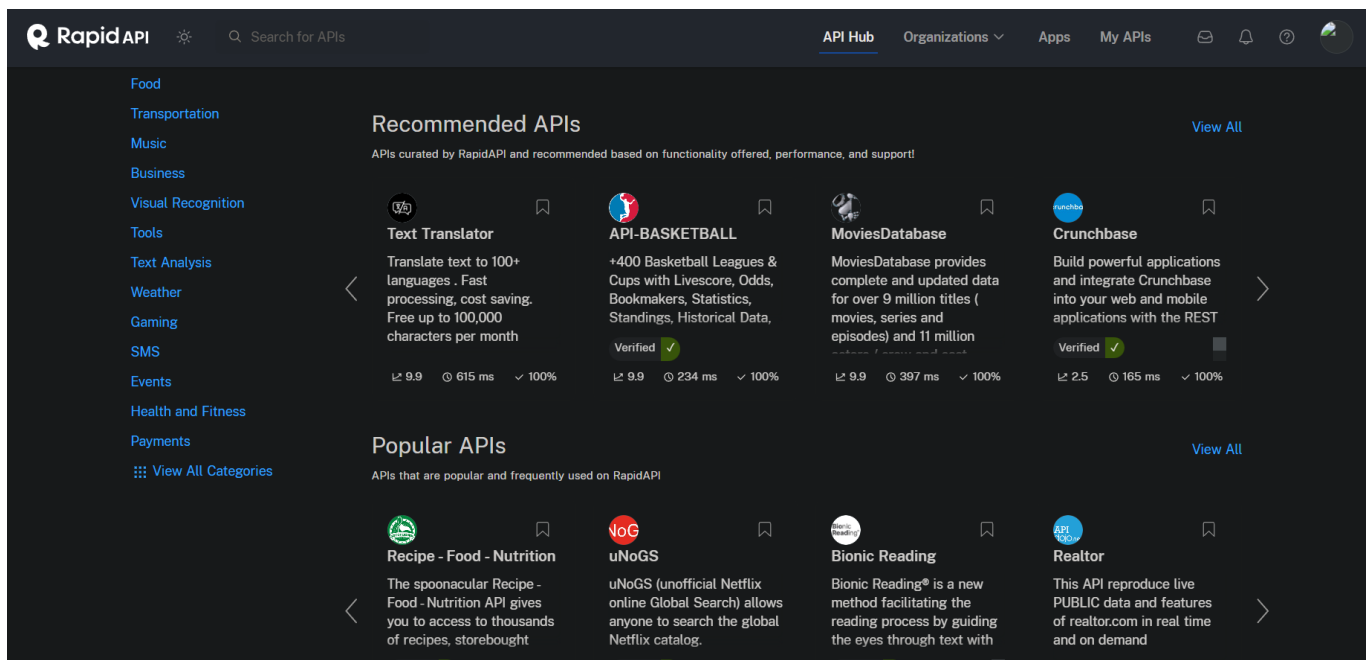 Rapid API
Search for APIs
API Hub
Organizations
Apps
My APIs
Food
Transportation
Music
Business
Visual Recognition
Tools
Text Analysis
Weather
Gaming
SMS
Events
Health and Fitness
Payments
View All Categories
Recommended APIs
View All
APIs curated by RapidAPI and recommended based on functionality offered, performance, and support!
Text Translator
Translate text to 100+
languages . Fast
processing, cost saving.
Free up to 100,000
characters per month
9.9 615 ms 100%
API-BASKETBALL
+400 Basketball Leagues &
Cups with Livescore, Odds,
Bookmakers, Statistics,
Standings, Historical Data,
Verified
9.9 234 ms 100%
MoviesDatabase
MoviesDatabase provides
complete and updated data
for over 9 million titles (
movies, series and
episodes) and 11 million
9.9 397 ms 100%
runchba
Crunchbase
Build powerful applications
and integrate Crunchbase
into your web and mobile
applications with the REST
Verified
2.5 165 ms 100%
Popular APIs
View All
APIs that are popular and frequently used on RapidAPI
Recipe - Food - Nutrition
The spoonacular Recipe -
Food - Nutrition API gives
you to access to thousands
of recipes, storebought
NoG
uNoGS
uNoGS (unofficial Netflix
online Global Search) allows
anyone to search the global
Netflix catalog.
Bionic
Reading®
Bionic Reading
Bionic Reading® is a new
method facilitating the
reading process by guiding
the eyes through text with
API
Realtor
This API reproduce live
PUBLIC data and features
of realtor.com in real time
and on demand